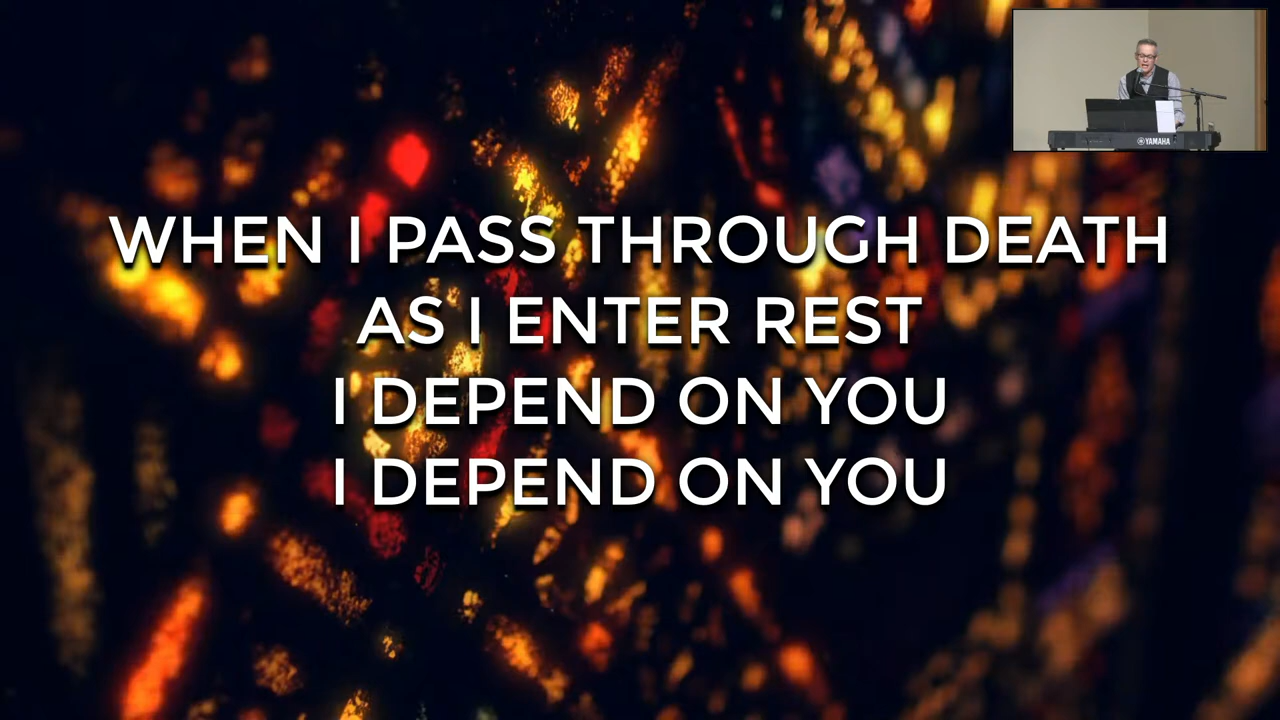 WHEN I PASS THROUGH DEATH
AS I ENTER REST
I DEPEND ON YOU
I DEPEND ON YOU
YAMAHA